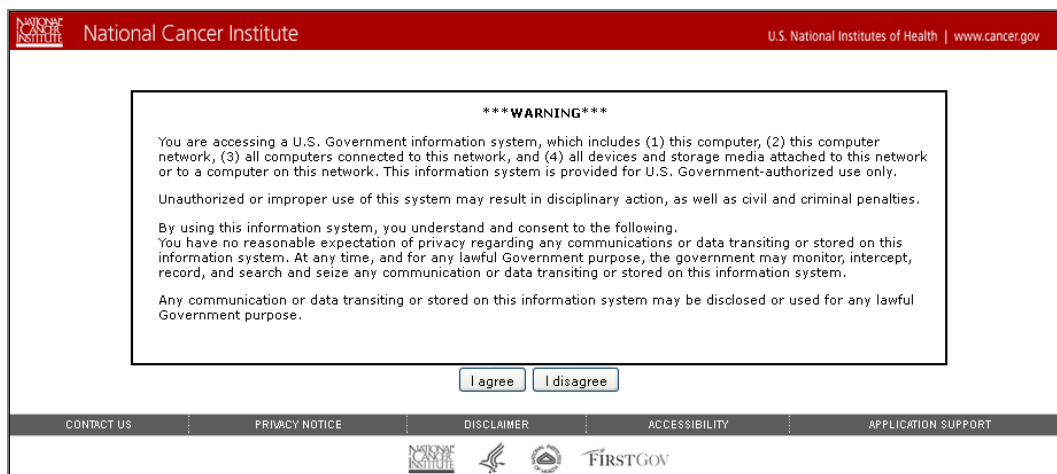 NATIONAL
CANCER
INSTITUTE
National Cancer Institute
U.S. National Institutes of Health | www.cancer.gov
***WARNING***
You are accessing a U.S. Government information system, which includes (1) this computer, (2) this computer
network, (3) all computers connected to this network, and (4) all devices and storage media attached to this network
or to a computer on this network. This information system is provided for U.S. Government-authorized use only.
Unauthorized or improper use of this system may result in disciplinary action, as well as civil and criminal penalties.
By using this information system, you understand and consent to the following.
You have no reasonable expectation of privacy regarding any communications or data transiting or stored on this
information system. At any time, and for any lawful Government purpose, the government may monitor, intercept,
record, and search and seize any communication or data transiting or stored on this information system.
Any communication or data transiting or stored on this information system may be disclosed or used for any lawful
Government purpose.
I agree
I disagree
CONTACT US
PRIVACY NOTICE
DISCLAIMER
ACCESSIBILITY
APPLICATION SUPPORT
NATIONAL
CANCER
INSTITUTE
FIRSTGOV